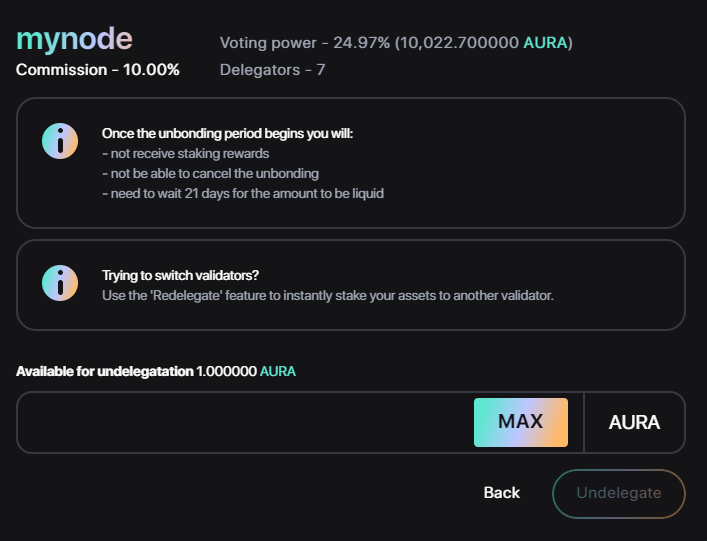 mynode
Voting power - 24.97% (10,022.700000 AURA)
Commission - 10.00%
Delegators - 7
Once the unbonding period begins you will:
- not receive staking rewards
- not be able to cancel the unbonding
- need to wait 21 days for the amount to be liquid
Trying to switch validators?
Use the 'Redelegate' feature to instantly stake your assets to another validator.
Available for undelegatation 1.000000 AURA
MAX
AURA
Back
Undelegate